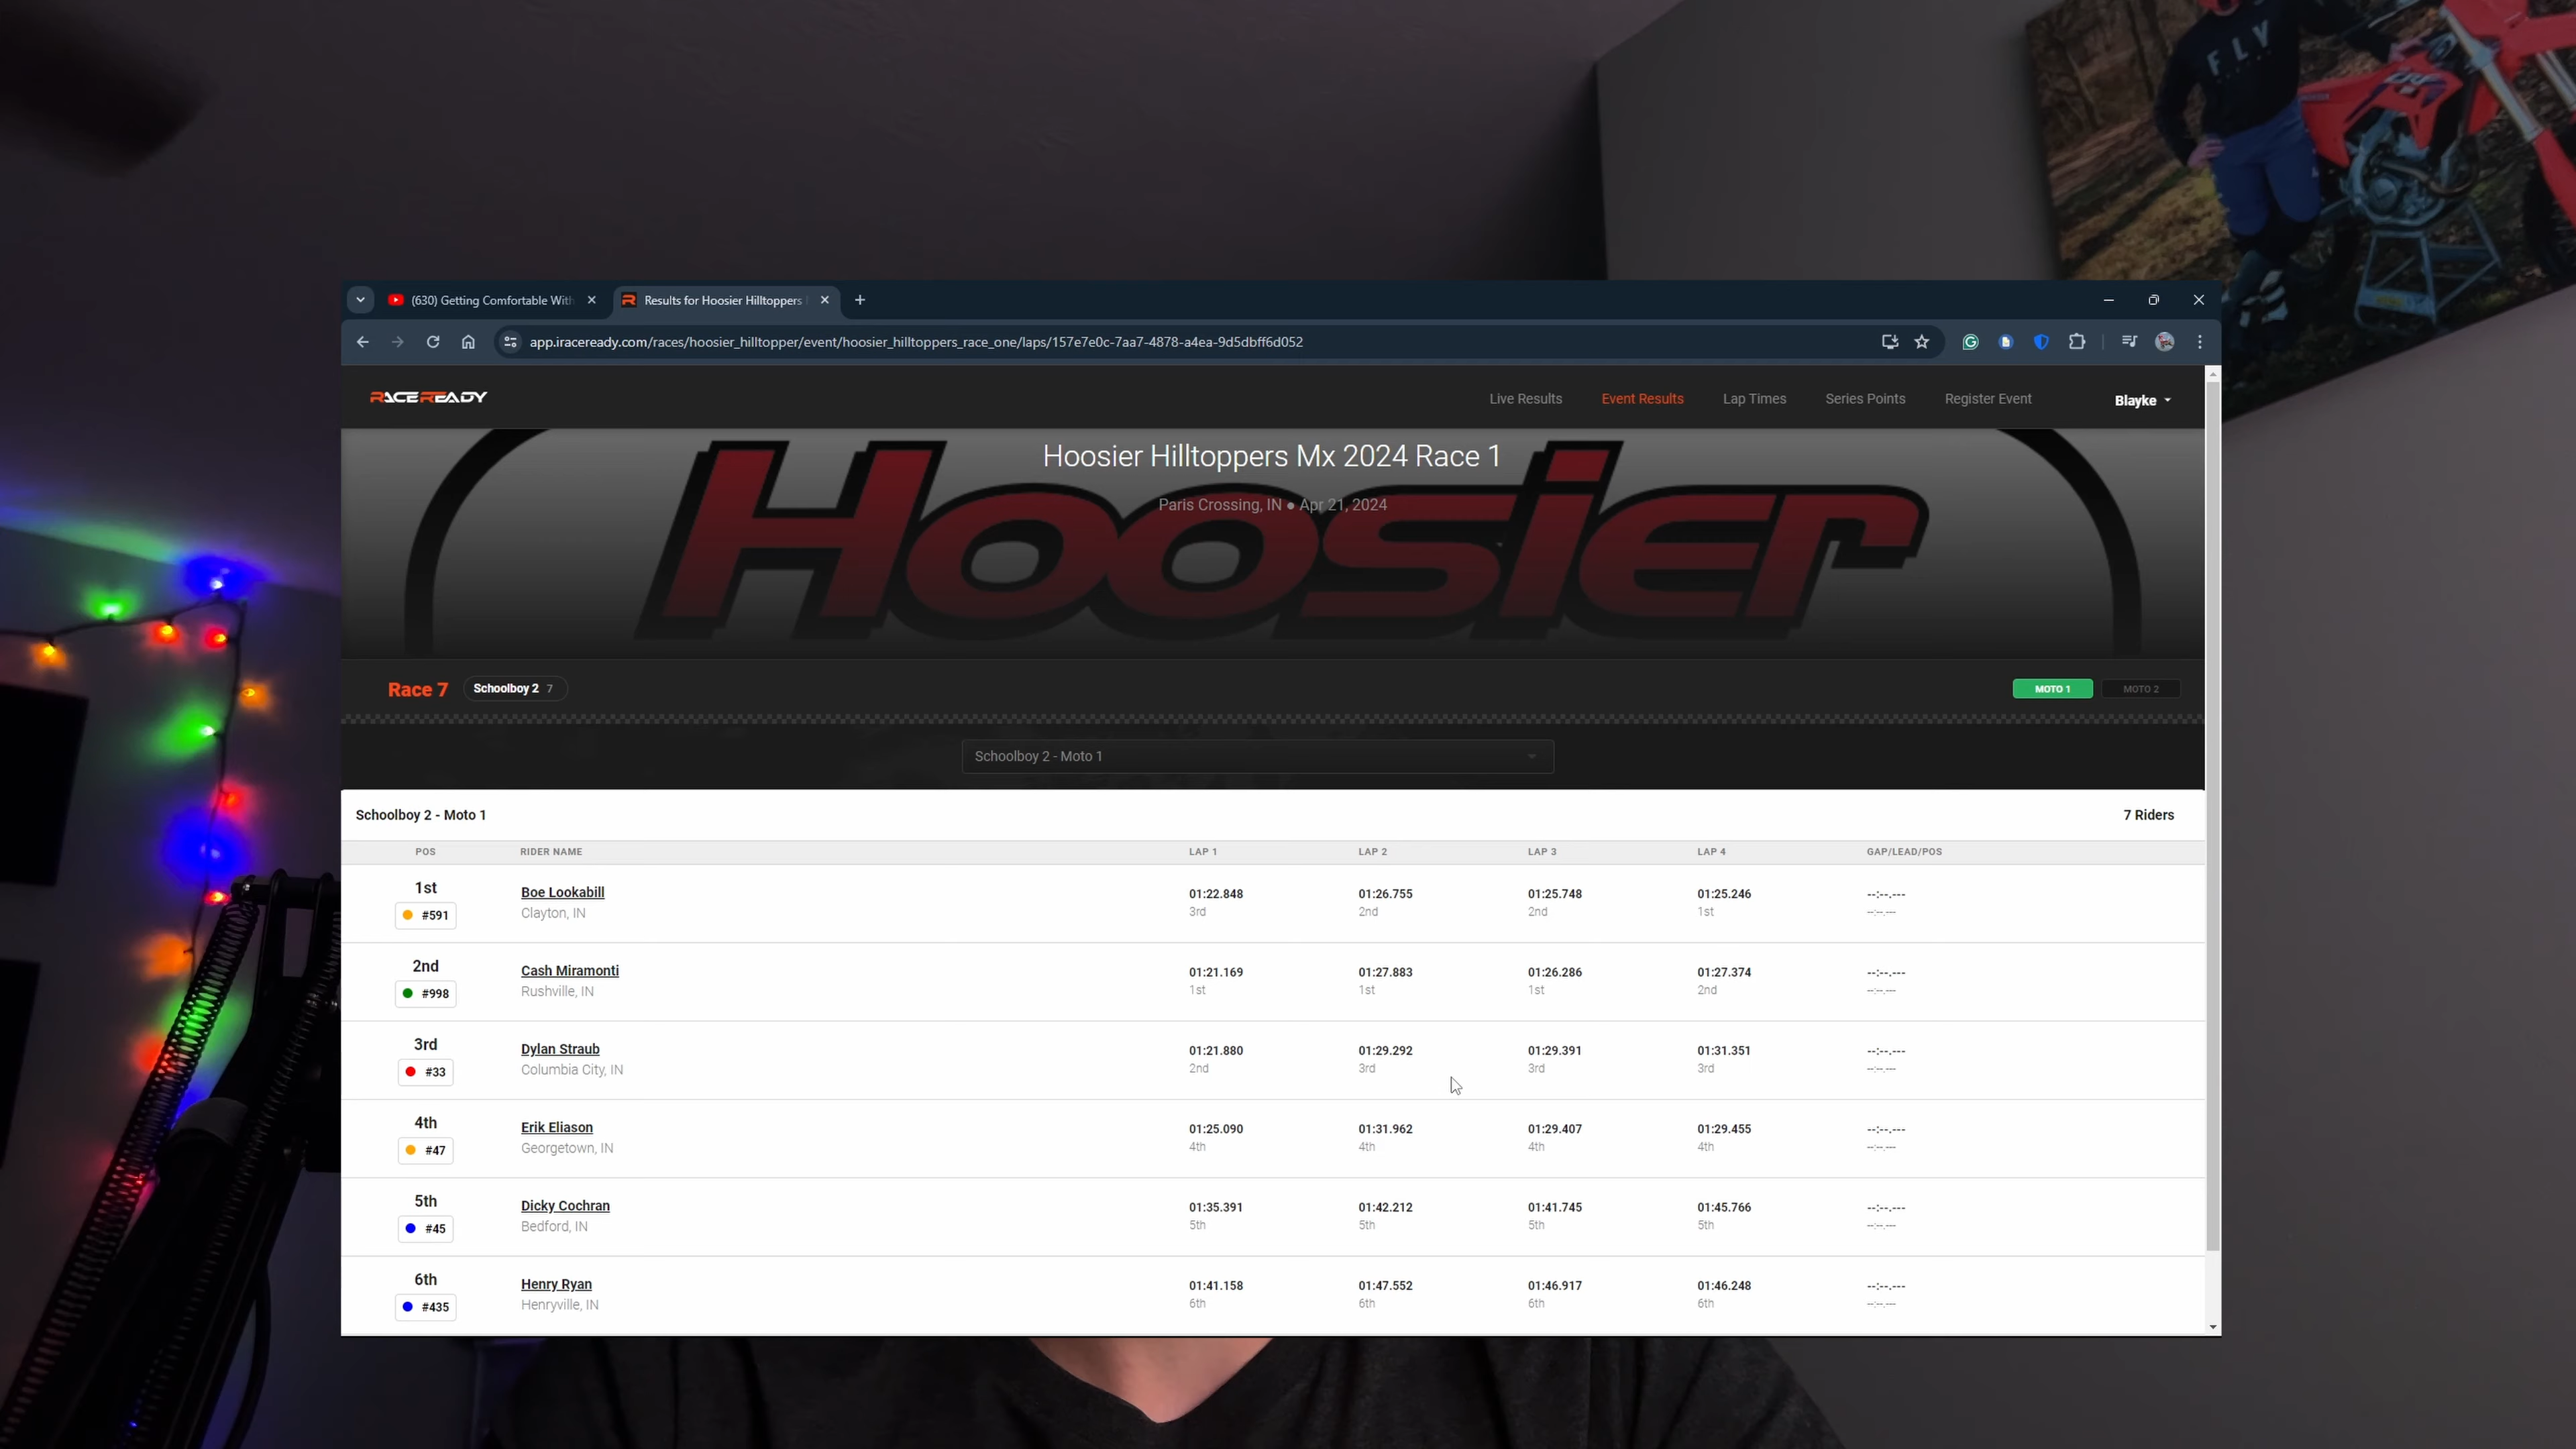 FLY
CRF
(630) Getting Comfortable With
Results for Hoosier Hilltoppers
app.iraceready.com/races/hoosier_hilltopper/event/hoosier_hilltoppers_race_one/laps/157e7e0c-7aa7-4878-a4ea-9d5dbff6d052
RACEREADY
Live Results Event Results Lap Times Series Points Register Event Blayke
Hoosier
Hoosier Hilltoppers Mx 2024 Race 1
Paris Crossing, IN ● Apr 21, 2024
Race 7 Schoolboy 2 7 MOTO 1 MOTO 2
Schoolboy 2 - Moto 1
Schoolboy 2 - Moto 1 7 Riders
POS RIDER NAME LAP 1 LAP 2 LAP 3 LAP 4 GAP/LEAD/POS
1st Boe Lookabill 01:22.848 01:26.755 01:25.748 01:25.246 --:--.---
#591 Clayton, IN 3rd 2nd 2nd 1st --:--.---
2nd Cash Miramonti 01:21.169 01:27.883 01:26.286 01:27.374 --:--.---
#998 Rushville, IN 1st 1st 1st 2nd --:--.---
3rd Dylan Straub 01:21.880 01:29.292 01:29.391 01:31.351 --:--.---
#33 Columbia City, IN 2nd 3rd 3rd 3rd --:--.---
4th Erik Eliason 01:25.090 01:31.962 01:29.407 01:29.455 --:--.---
#47 Georgetown, IN 4th 4th 4th 4th --:--.---
5th Dicky Cochran 01:35.391 01:42.212 01:41.745 01:45.766 --:--.---
#45 Bedford, IN 5th 5th 5th 5th --:--.---
6th Henry Ryan 01:41.158 01:47.552 01:46.917 01:46.248 --:--.---
#435 Henryville, IN 6th 6th 6th 6th --:--.---